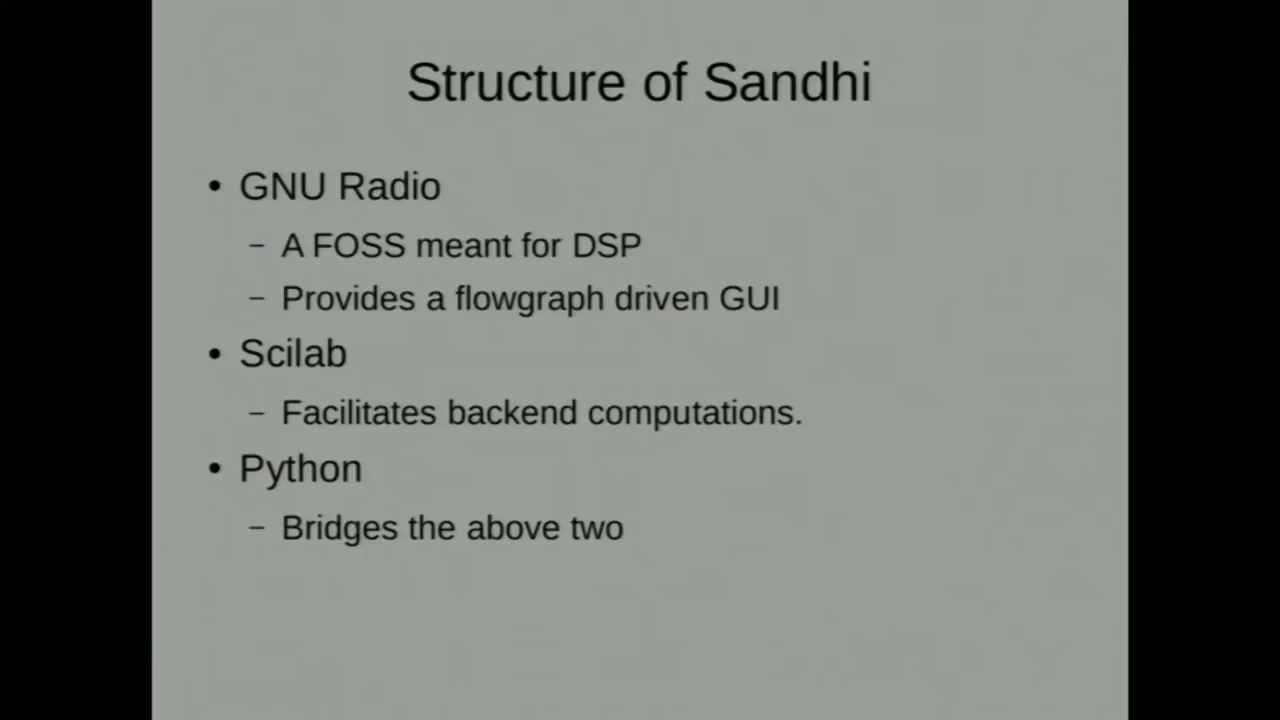 Structure of Sandhi
• GNU Radio
– A FOSS meant for DSP
– Provides a flowgraph driven GUI
• Scilab
– Facilitates backend computations.
• Python
– Bridges the above two